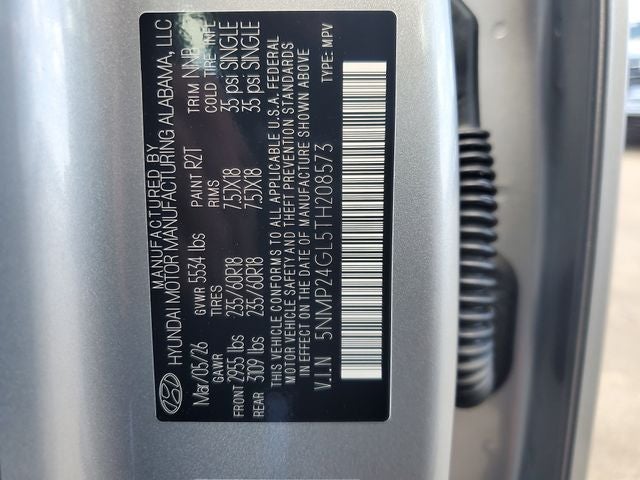 MANUFACTURED BY
HYUNDAI MOTOR MANUFACTURING ALABAMA, LLC
Mar/05/26 GVWR 5534 lbs PAINT R2T TRIM NNB
GAWR TIRES RIMS COLD TIRE INFL
FRONT 2955 lbs 235/60R18 7.5JX18 35 psi SINGLE
REAR 3109 lbs 235/60R18 7.5JX18 35 psi SINGLE
THIS VEHICLE CONFORMS TO ALL APPLICABLE U.S.A. FEDERAL
MOTOR VEHICLE SAFETY AND THEFT PREVENTION STANDARDS
IN EFFECT ON THE DATE OF MANUFACTURE SHOWN ABOVE
V.I.N 5NMP24GL5TH208573 TYPE: MPV